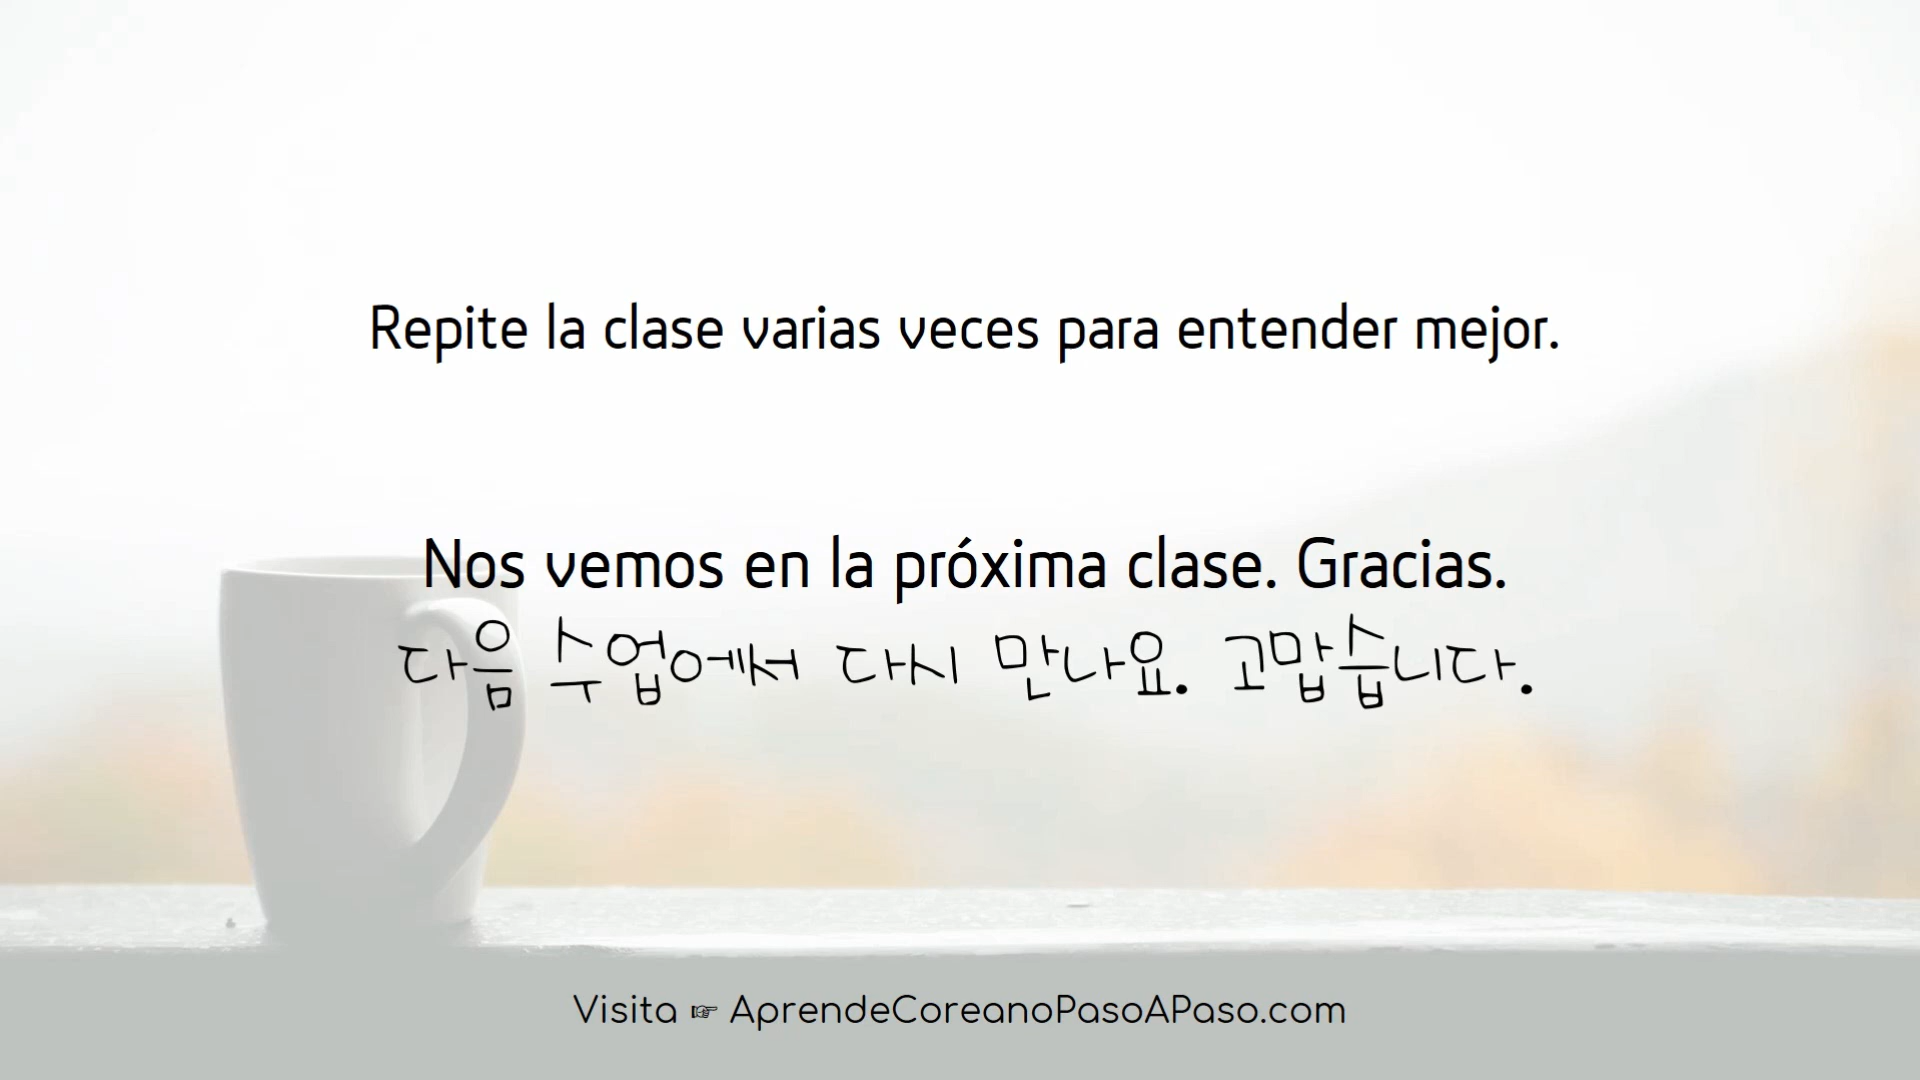 Repite la clase varias veces para entender mejor.
Nos vemos en la próxima clase. Gracias.
다음 수업에서 다시 만나요. 고맙습니다.
Visita ☞ AprendeCoreanoPasoAPaso.com